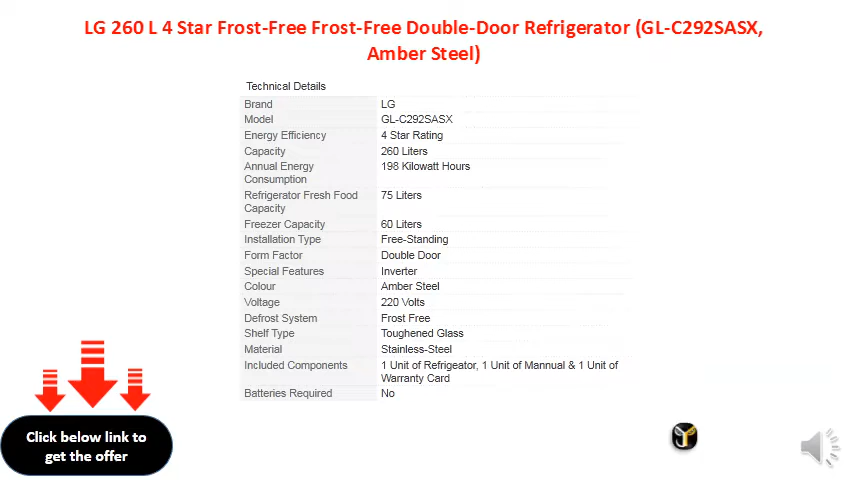 LG 260 L 4 Star Frost-Free Frost-Free Double-Door Refrigerator (GL-C292SASX,
Amber Steel)
Technical Details
Brand LG
Model GL-C292SASX
Energy Efficiency 4 Star Rating
Capacity 260 Liters
Annual Energy 198 Kilowatt Hours
Consumption
Refrigerator Fresh Food 75 Liters
Capacity
Freezer Capacity 60 Liters
Installation Type Free-Standing
Form Factor Double Door
Special Features Inverter
Colour Amber Steel
Voltage 220 Volts
Defrost System Frost Free
Shelf Type Toughened Glass
Material Stainless-Steel
Included Components 1 Unit of Refrigeator, 1 Unit of Mannual & 1 Unit of
Warranty Card
Batteries Required No
Click below link to
get the offer